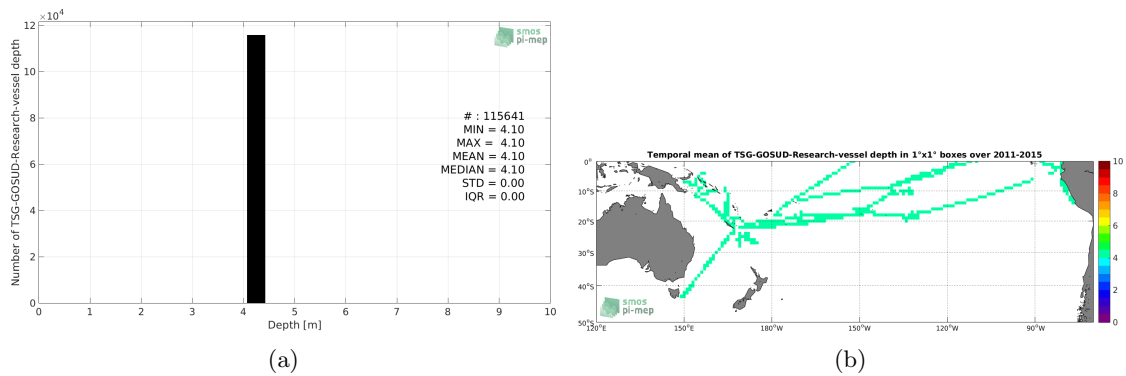 ×10⁴
12
10
8
6
4
2
0
Number of TSG-GOSUD-Research-vessel depth
0 1 2 3 4 5 6 7 8 9 10
Depth [m]
smos
pi-mep
# : 115641
MIN = 4.10
MAX = 4.10
MEAN = 4.10
MEDIAN = 4.10
STD = 0.00
IQR = 0.00
(a)
Temporal mean of TSG-GOSUD-Research-vessel depth in 1°x1° boxes over 2011-2015
0°
10°S
20°S
30°S
40°S
50°S
120°E 150°E 180°W 150°W 120°W 90°W
smos
pi-mep
10
8
6
4
2
0
(b)